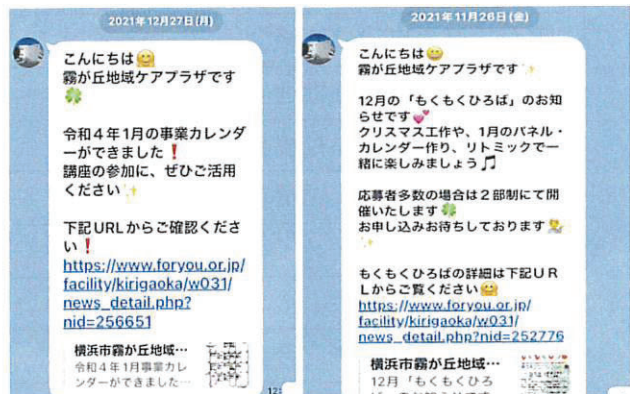 2021年12月27日(月)
こんにちは🤗
霧が丘地域ケアプラザです
🍀
令和4年1月の事業カレンダ
ーができました❗
講座の参加に、ぜひご活用
ください✨
下記URLからご確認くださ
い❗
https://www.foryou.or.jp/
facility/kirigaoka/w031/
news_detail.php?
nid=256651
横浜市霧が丘地域…
令和4年1月事業カレ
ンダーができました…
2021年11月26日(金)
こんにちは😀
霧が丘地域ケアプラザです✨
12月の「もくもくひろば」のお知
らせです💕
クリスマス工作や、1月のパネル・
カレンダー作り、リトミックで一
緒に楽しみましょう🎵
応募者多数の場合は2部制にて開
催いたします🍀
お申し込みお待ちしております💁
✨
もくもくひろばの詳細は下記UR
Lからご覧ください🤗
https://www.foryou.or.jp/
facility/kirigaoka/w031/
news_detail.php?nid=252776
横浜市霧が丘地域…
12月「もくもくひろ